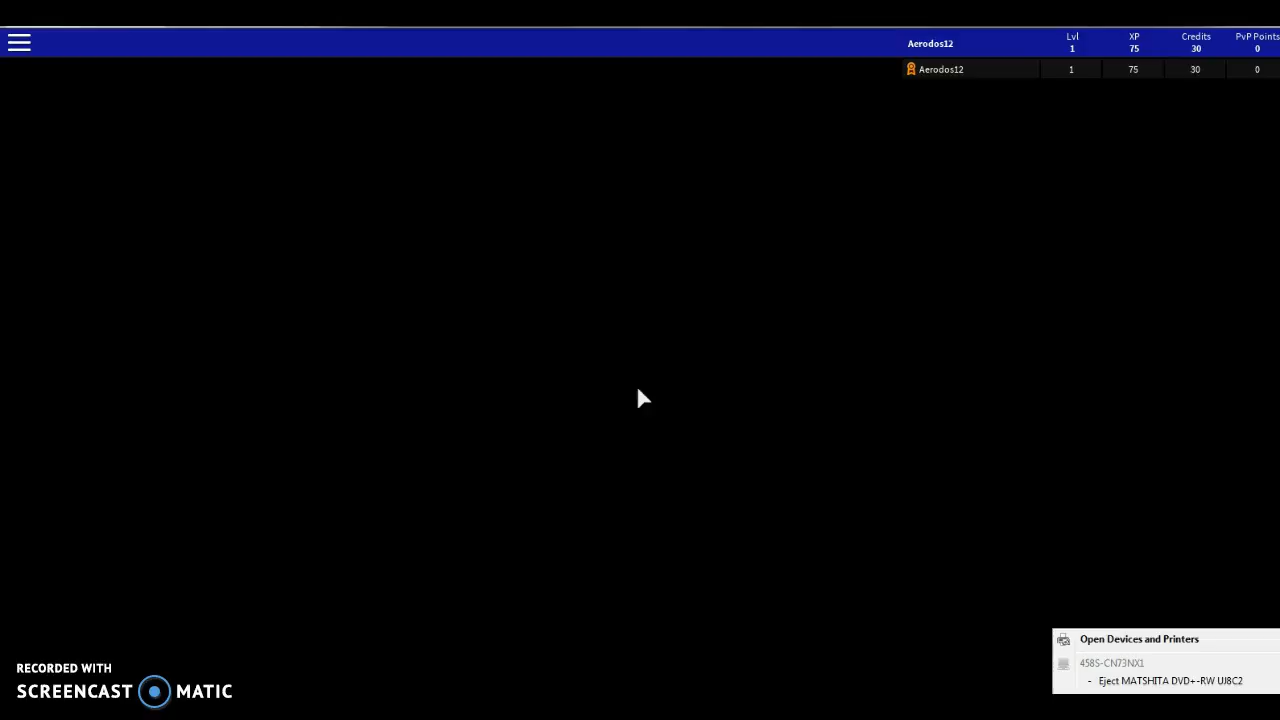 Aerodos12 Lvl XP Credits PvP Points
1 75 30 0
Aerodos12 1 75 30 0
Open Devices and Printers
458S-CN73NX1
- Eject MATSHITA DVD+-RW UJ8C2
RECORDED WITH
SCREENCAST MATIC